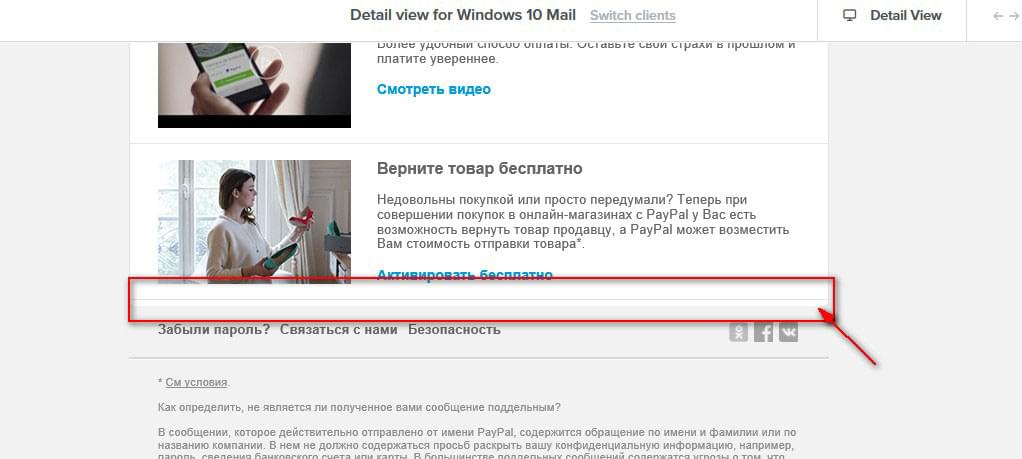 Detail view for Windows 10 Mail Switch clients Detail View
Более удобный способ оплаты. Оставьте свои страхи в прошлом и
платите увереннее.
Смотреть видео
Верните товар бесплатно
Недовольны покупкой или просто передумали? Теперь при
совершении покупок в онлайн-магазинах с PayPal у Вас есть
возможность вернуть товар продавцу, а PayPal может возместить
Вам стоимость отправки товара*.
Активировать бесплатно
Забыли пароль? Связаться с нами Безопасность
* См условия.
Как определить, не является ли полученное вами сообщение поддельным?
В сообщении, которое действительно отправлено от имени PayPal, содержится обращение по имени и фамилии или по
названию компании. В нем не должно содержаться просьб раскрыть вашу конфиденциальную информацию, например,
пароль, сведения банковского счета или карты. В большинстве поддельных сообщений содержатся угрозы о том, что